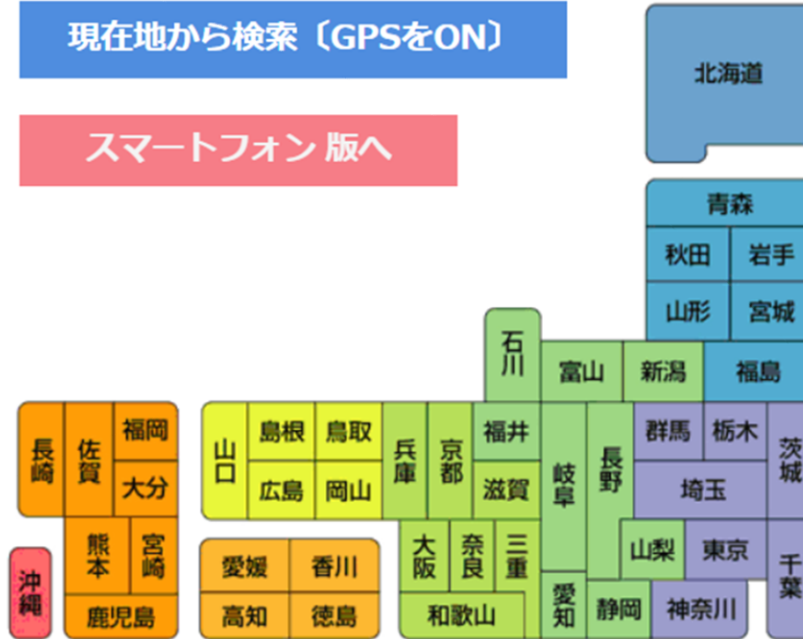 現在地から検索〔GPSをON〕
スマートフォン 版へ
北海道
青森
秋田
岩手
山形
宮城
石川
富山
新潟
福島
長崎
佐賀
福岡
大分
山口
島根
鳥取
広島
岡山
兵庫
京都
福井
滋賀
岐阜
長野
群馬
栃木
茨城
埼玉
沖縄
熊本
宮崎
鹿児島
愛媛
香川
高知
徳島
大阪
奈良
三重
和歌山
愛知
山梨
静岡
東京
神奈川
千葉